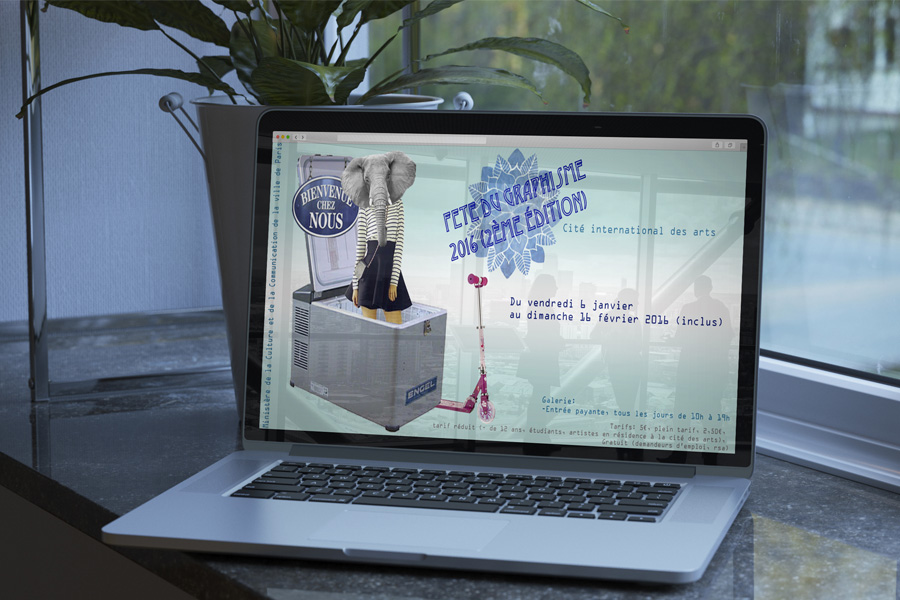 Ministère de la Culture et de la Communication de la ville de Paris
BIENVENUE
CHEZ
NOUS
FETE DU GRAPHISME
2016 (2ÈME ÉDITION)
Cité international des arts
Du vendredi 6 janvier
au dimanche 16 février 2016 (inclus)
ENGEL
Galerie:
-Entrée payante: tous les jours de 10h à 19h
Tarifs: 5€, plein tarif, 2.50€,
tarif réduit (- de 12 ans, étudiants, artistes en résidence à la cité des arts),
Gratuit (demandeurs d'emploi, rsa)